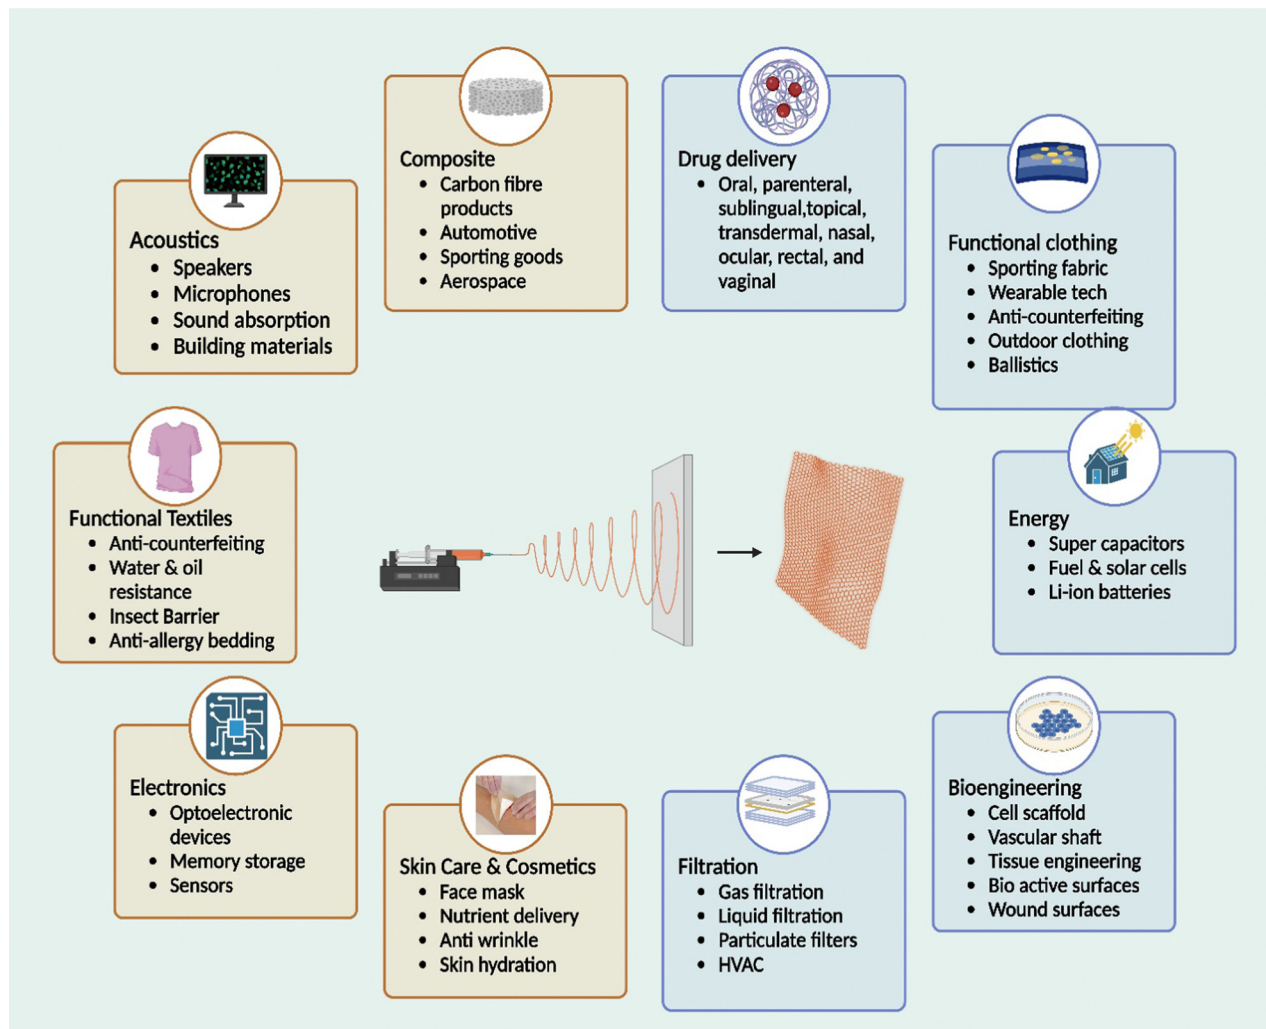 Composite
• Carbon fibre
products
• Automotive
• Sporting goods
• Aerospace
Drug delivery
• Oral, parenteral,
sublingual,topical,
transdermal, nasal,
ocular, rectal, and
vaginal
Acoustics
• Speakers
• Microphones
• Sound absorption
• Building materials
Functional clothing
• Sporting fabric
• Wearable tech
• Anti-counterfeiting
• Outdoor clothing
• Ballistics
Functional Textiles
• Anti-counterfeiting
• Water & oil
resistance
• Insect Barrier
• Anti-allergy bedding
Energy
• Super capacitors
• Fuel & solar cells
• Li-ion batteries
Electronics
• Optoelectronic
devices
• Memory storage
• Sensors
Skin Care & Cosmetics
• Face mask
• Nutrient delivery
• Anti wrinkle
• Skin hydration
Filtration
• Gas filtration
• Liquid filtration
• Particulate filters
• HVAC
Bioengineering
• Cell scaffold
• Vascular shaft
• Tissue engineering
• Bio active surfaces
• Wound surfaces